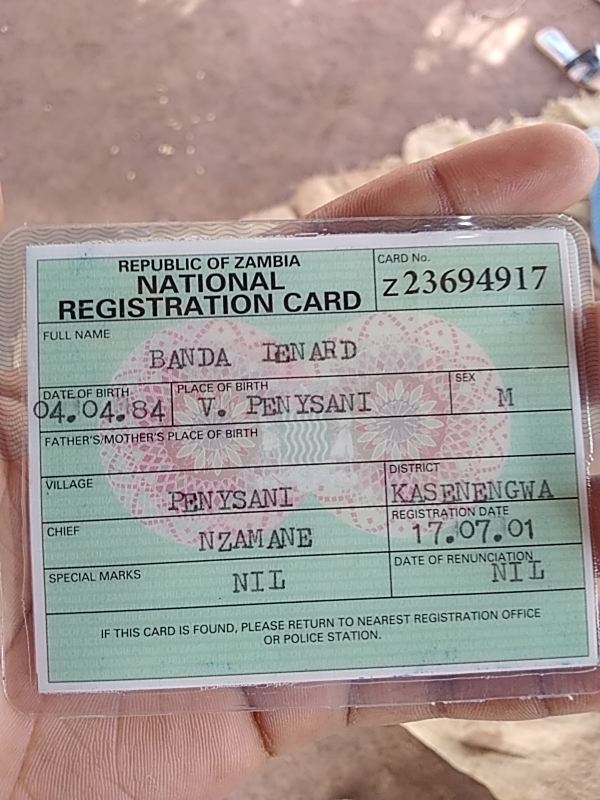 REPUBLIC OF ZAMBIA
NATIONAL
REGISTRATION CARD
CARD No.
Z23694917
FULL NAME
BANDA IENARD
DATE OF BIRTH
04.04.84
PLACE OF BIRTH
V. PENYSANI
SEX
M
FATHER'S/MOTHER'S PLACE OF BIRTH
VILLAGE
PENYSANI
DISTRICT
KASENENGWA
CHIEF
NZAMANE
REGISTRATION DATE
17.07.01
SPECIAL MARKS
NIL
DATE OF RENUNCIATION
NIL
IF THIS CARD IS FOUND, PLEASE RETURN TO NEAREST REGISTRATION OFFICE
OR POLICE STATION.